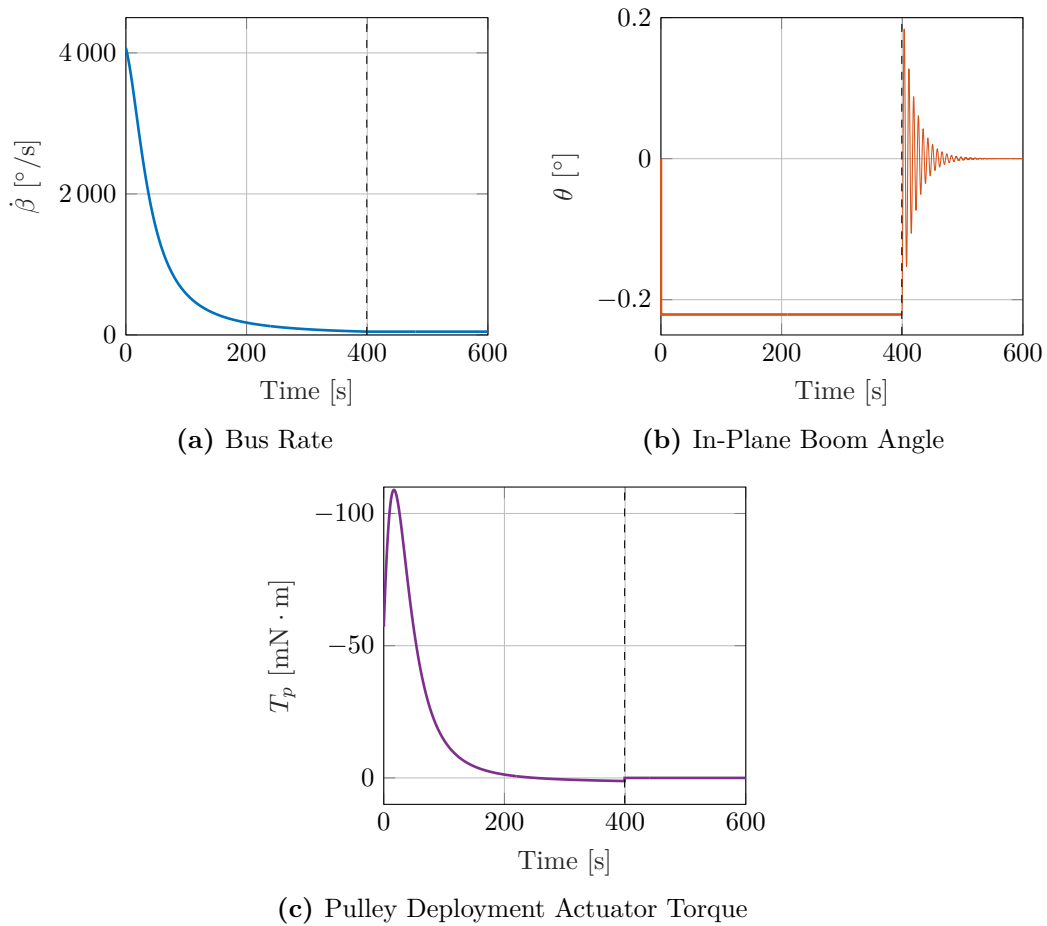 4 000
2 000
0
β̇ [°/s]
0 200 400 600
Time [s]
(a) Bus Rate
0.2
0
−0.2
θ [°]
0 200 400 600
Time [s]
(b) In-Plane Boom Angle
−100
−50
0
Tₚ [mN · m]
0 200 400 600
Time [s]
(c) Pulley Deployment Actuator Torque